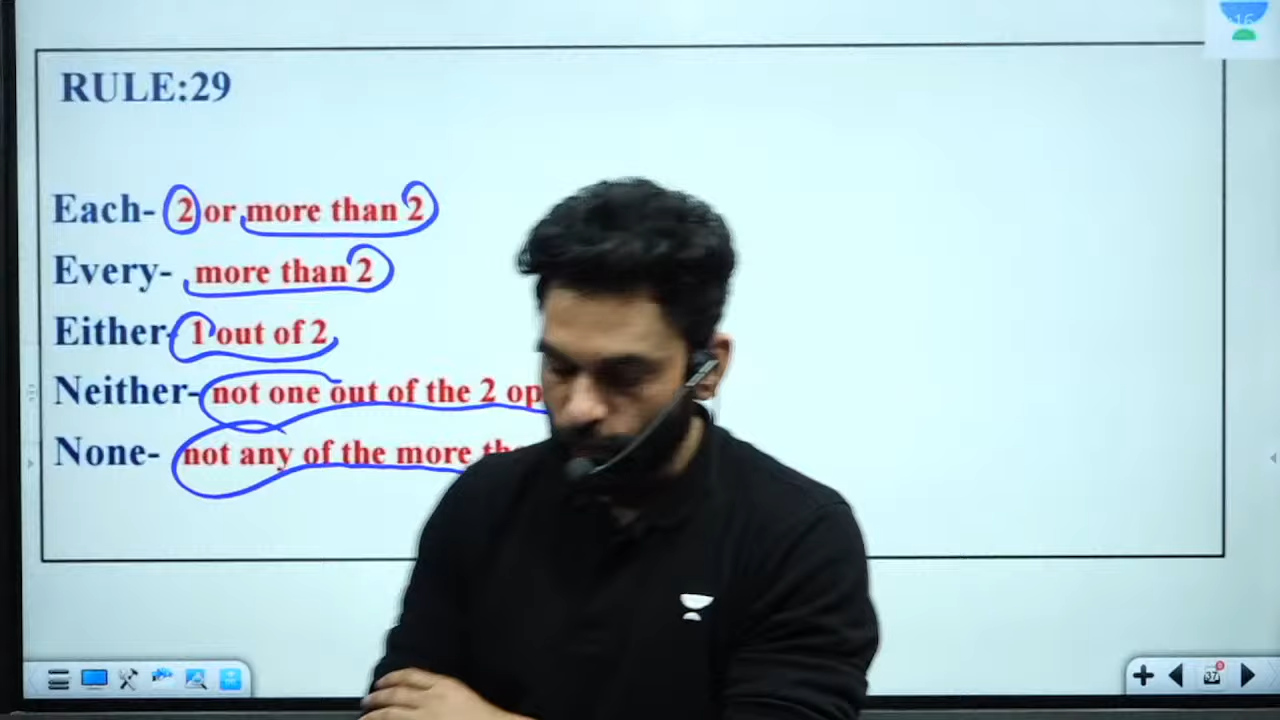 RULE:29
Each- 2 or more than 2
Every- more than 2
Either- 1 out of 2
Neither- not one out of the 2 op
None- not any of the more
37